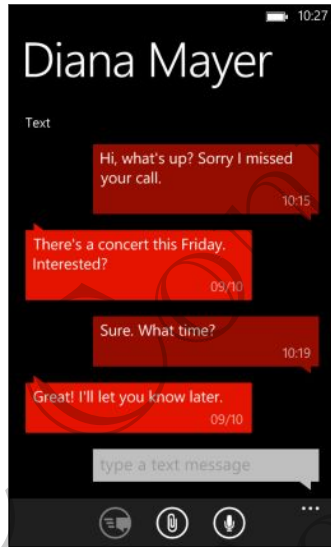 10:27
Diana Mayer
Text
Hi, what's up? Sorry I missed
your call.
10:15
There's a concert this Friday.
Interested?
09/10
Sure. What time?
10:19
Great! I'll let you know later.
09/10
type a text message